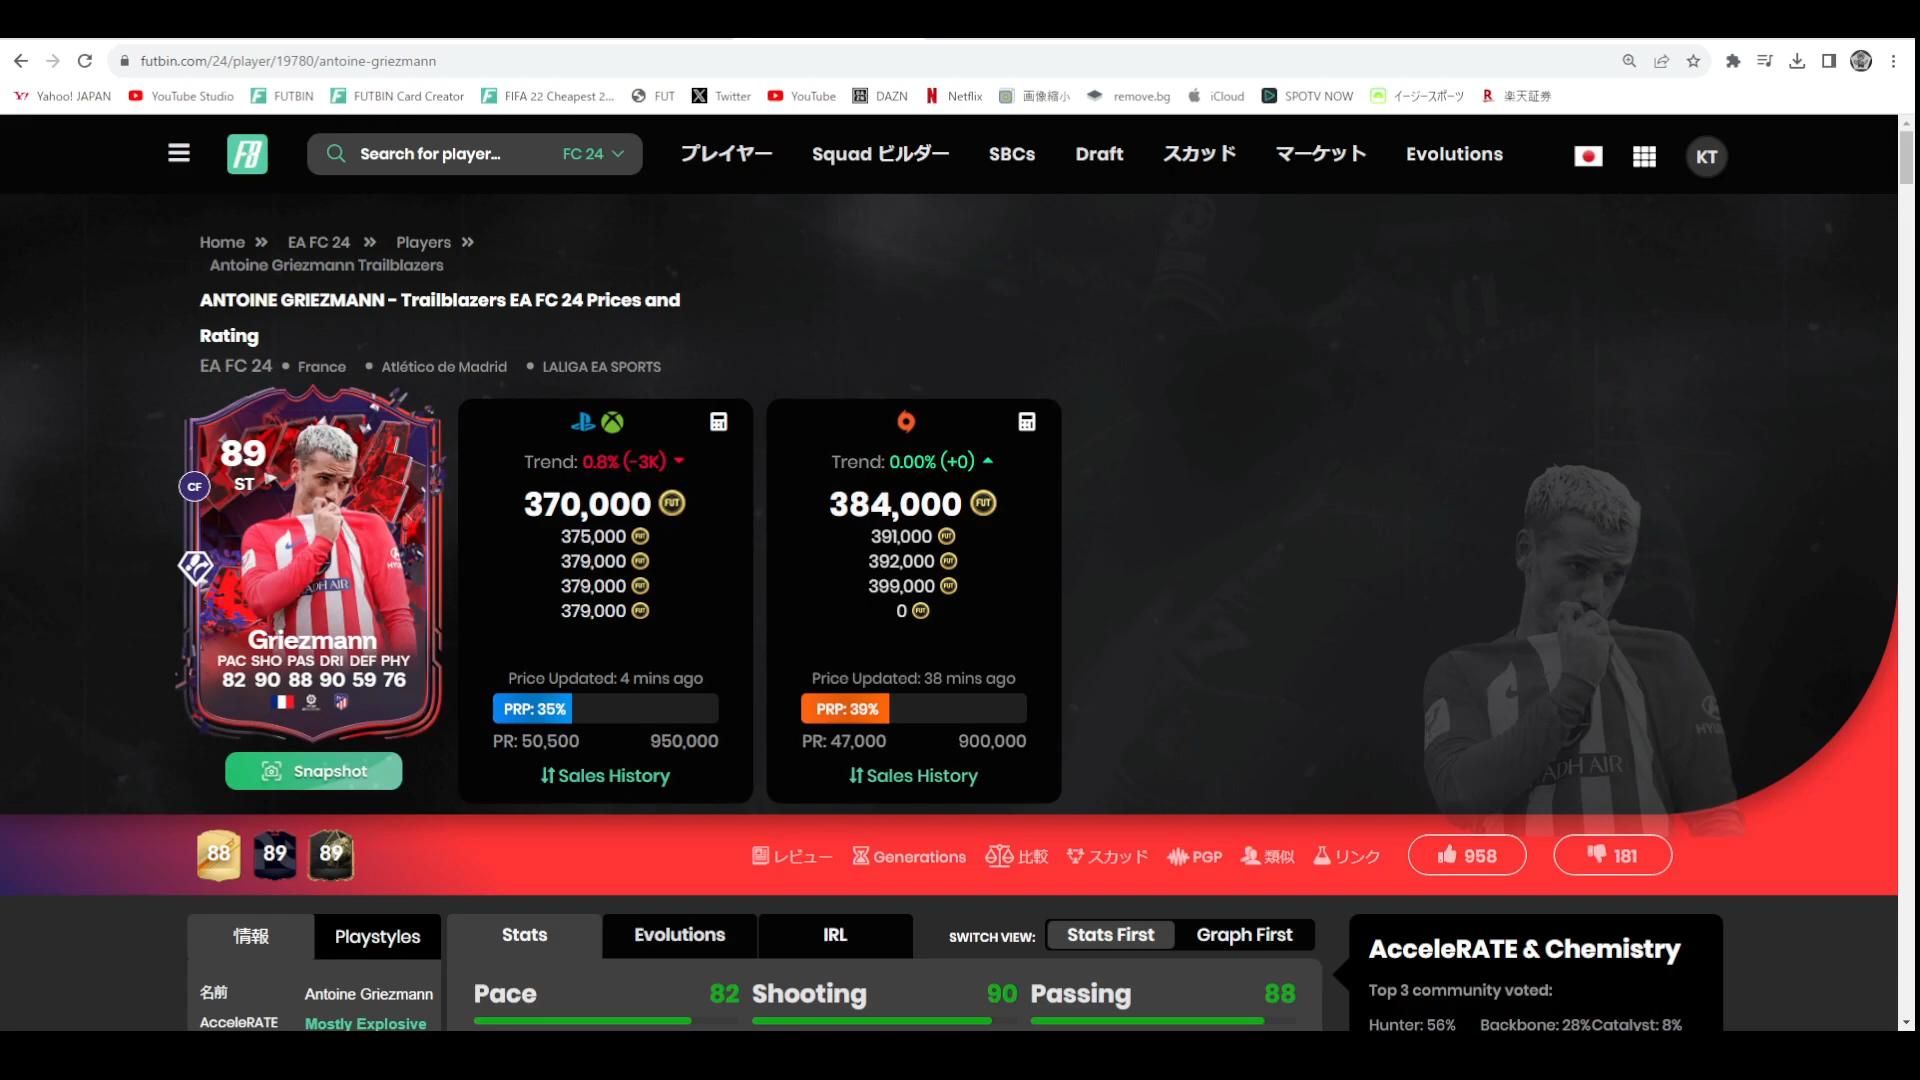 futbin.com/24/player/19780/antoine-griezmann
Yahoo! JAPAN YouTube Studio FUTBIN FUTBIN Card Creator FIFA 22 Cheapest 2... FUT Twitter YouTube DAZN Netflix 画像縮小 remove.bg iCloud SPOTV NOW イージースポーツ 楽天証券
Search for player... FC 24 プレイヤー Squad ビルダー SBCs Draft スカッド マーケット Evolutions KT
Home » EA FC 24 » Players »
Antoine Griezmann Trailblazers
ANTOINE GRIEZMANN - Trailblazers EA FC 24 Prices and
Rating
EA FC 24 • France • Atlético de Madrid • LALIGA EA SPORTS
89
ST
CF
Griezmann
PAC SHO PAS DRI DEF PHY
82 90 88 90 59 76
Snapshot
Trend: 0.8% (-3K)
370,000
375,000
379,000
379,000
379,000
Price Updated: 4 mins ago
PRP: 35%
PR: 50,500 950,000
Sales History
Trend: 0.00% (+0)
384,000
391,000
392,000
399,000
0
Price Updated: 38 mins ago
PRP: 39%
PR: 47,000 900,000
Sales History
88 89 89
レビュー Generations 比較 スカッド PGP 類似 リンク 958 181
情報 Playstyles Stats Evolutions IRL SWITCH VIEW: Stats First Graph First
名前 Antoine Griezmann
AcceleRATE Mostly Explosive
Pace 82 Shooting 90 Passing 88
AcceleRATE & Chemistry
Top 3 community voted:
Hunter: 56% Backbone: 28% Catalyst: 8%